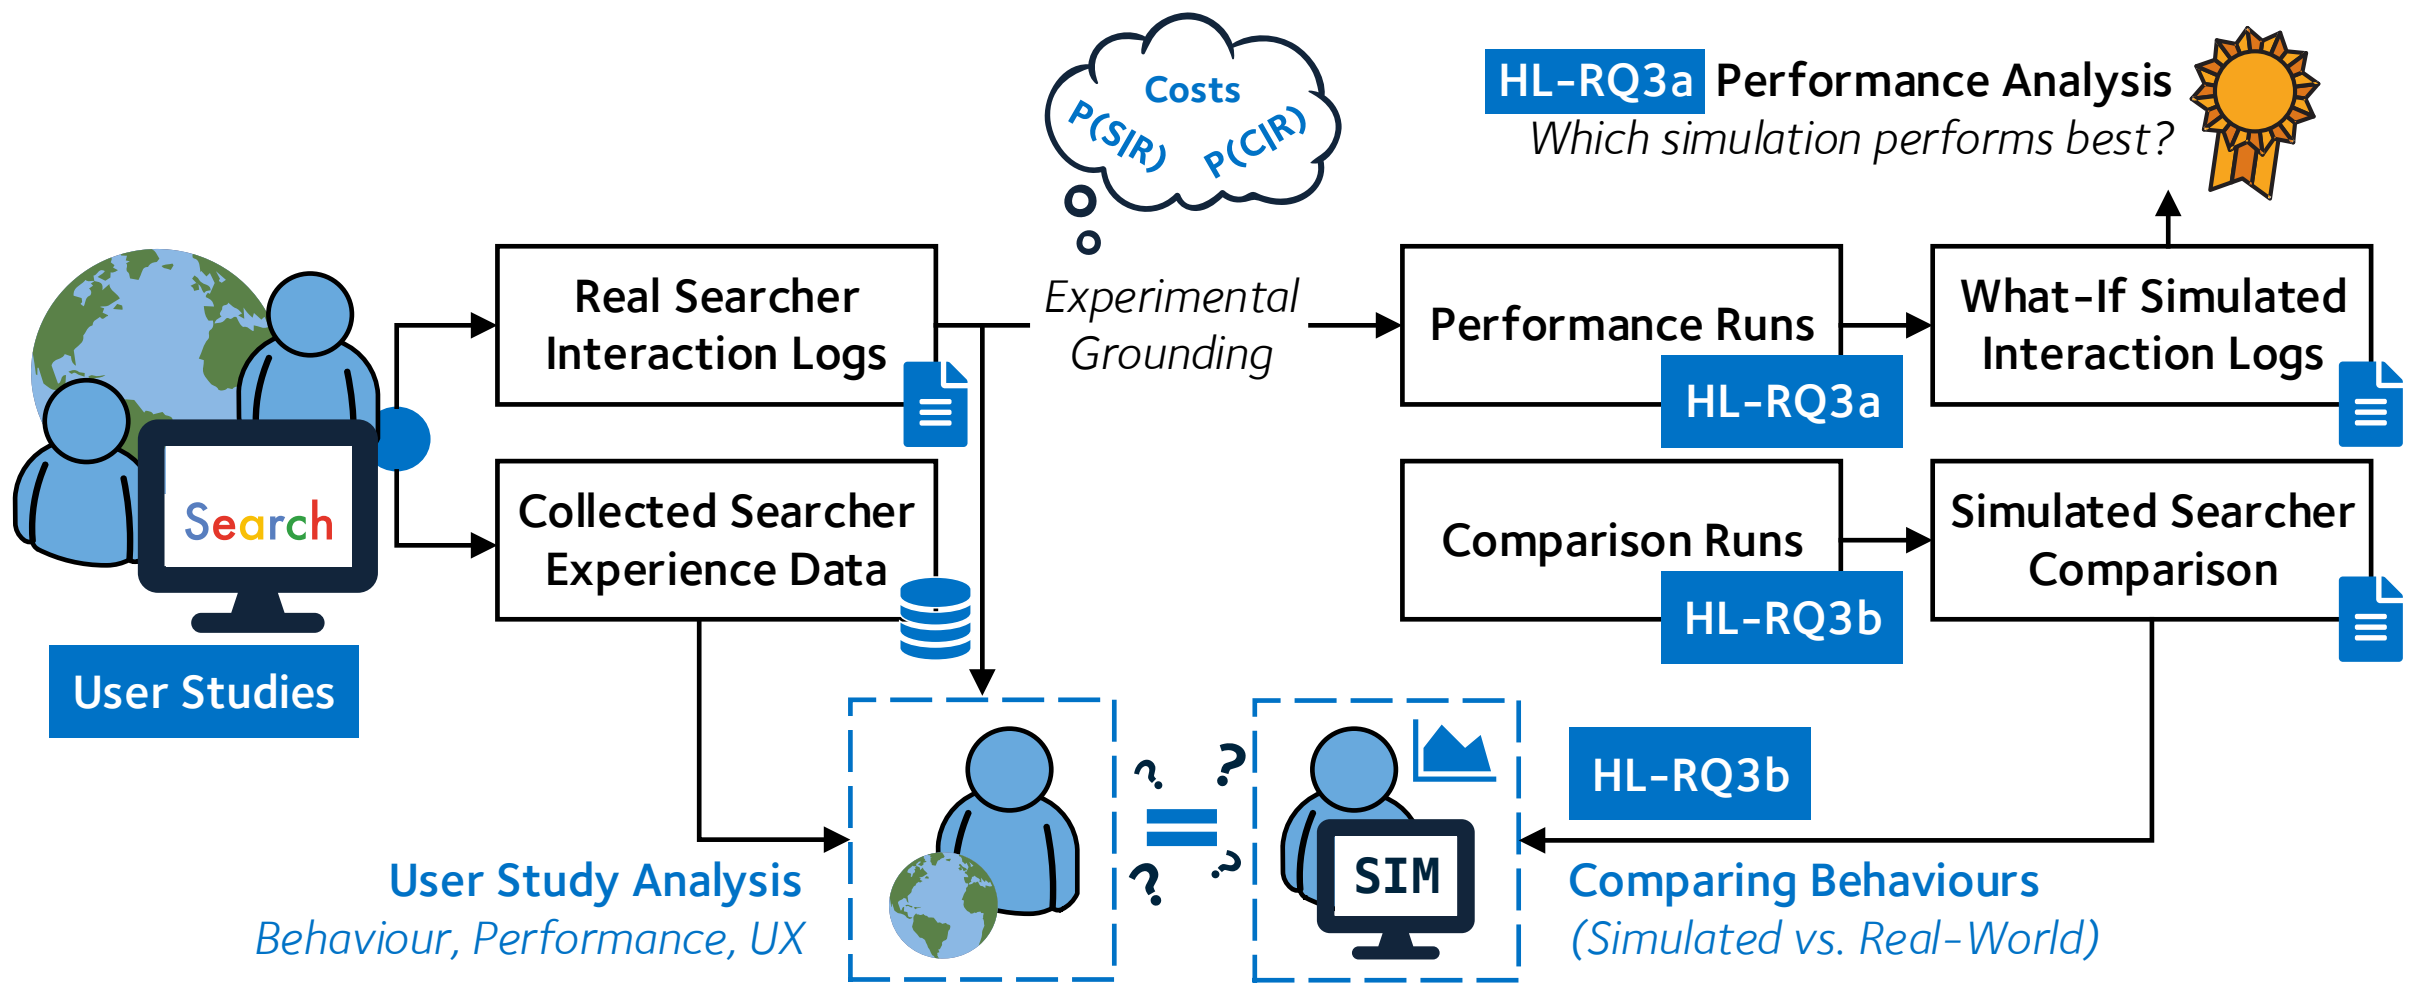 Costs
P(S|R)
P(C|R)
HL-RQ3a Performance Analysis
Which simulation performs best?
Real Searcher
Interaction Logs
Experimental
Grounding
Performance Runs
HL-RQ3a
What-If Simulated
Interaction Logs
Search
User Studies
Collected Searcher
Experience Data
Comparison Runs
HL-RQ3b
Simulated Searcher
Comparison
User Study Analysis
Behaviour, Performance, UX
? ?
=
? ?
SIM
HL-RQ3b
Comparing Behaviours
(Simulated vs. Real-World)